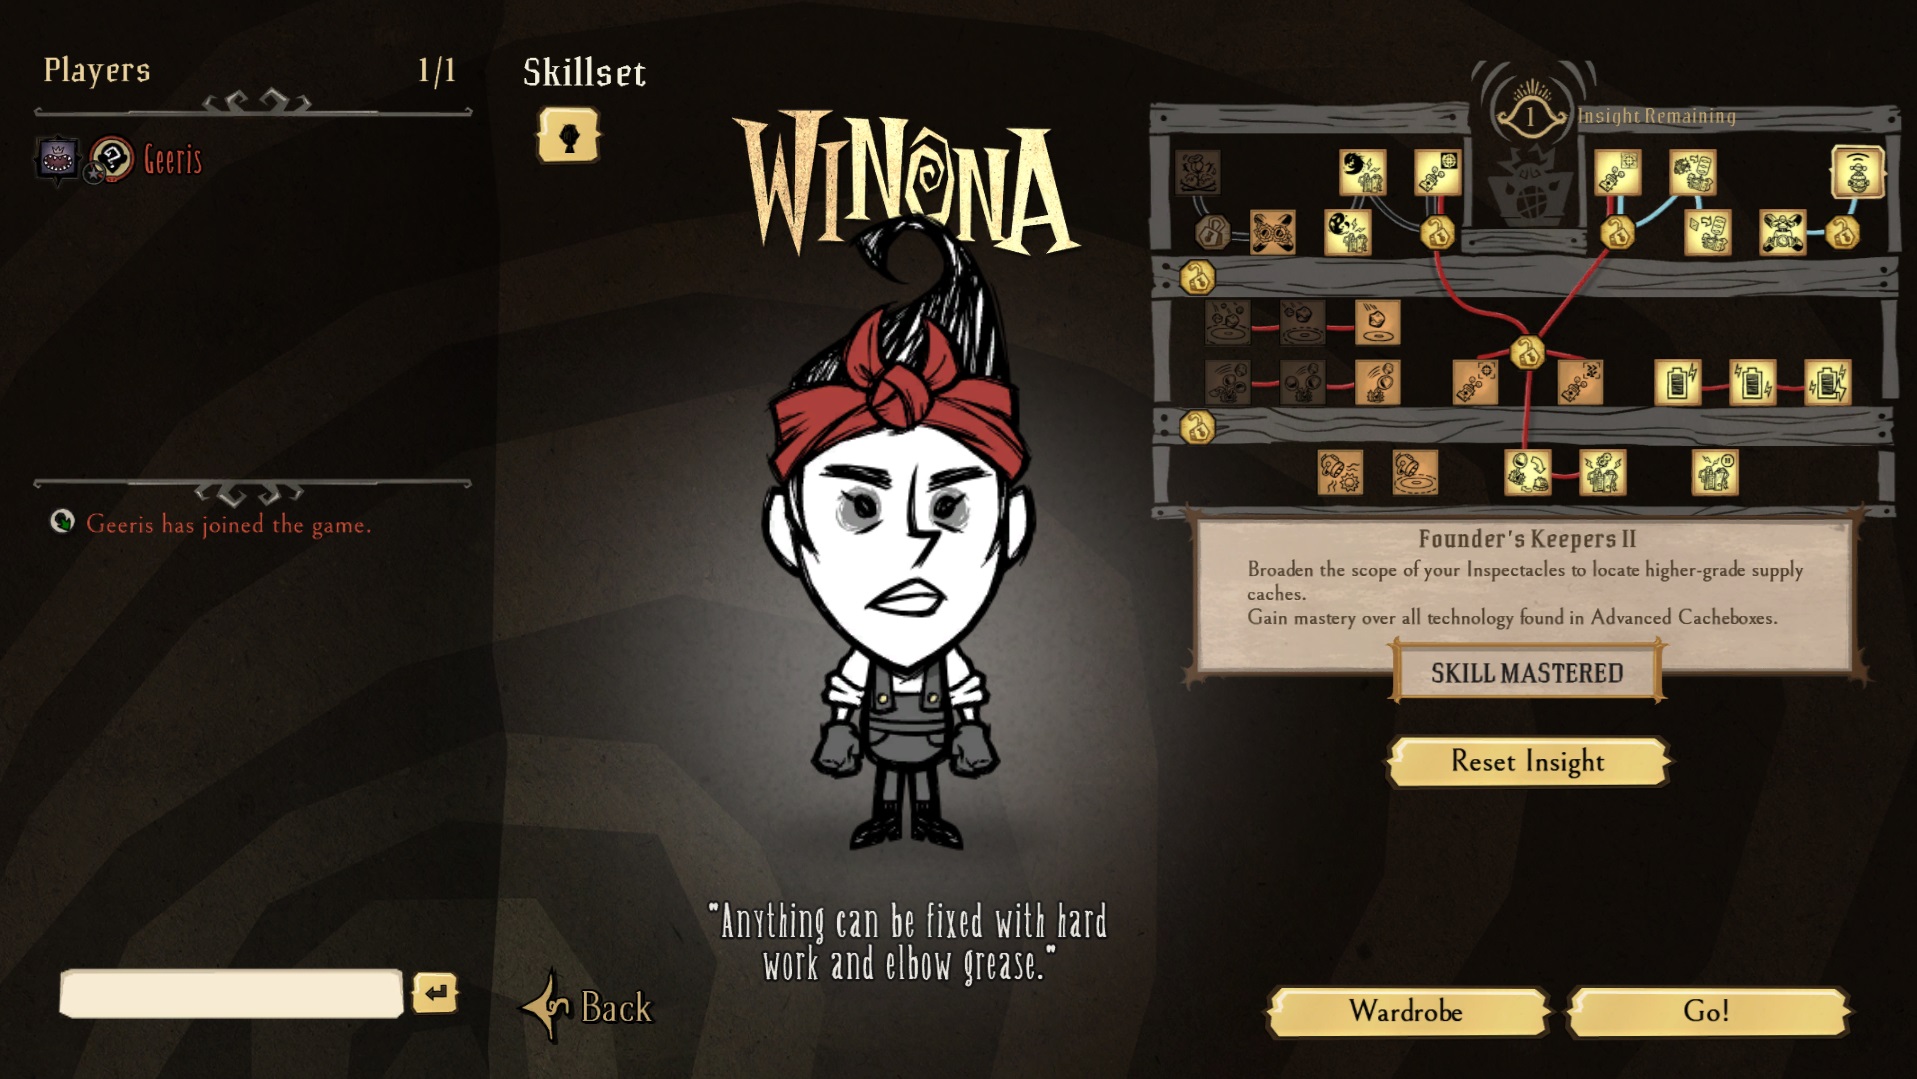 Players 1/1
Geeris
Geeris has joined the game.
Skillset
WINONA
"Anything can be fixed with hard
work and elbow grease."
Back
1 Insight Remaining
Founder's Keepers II
Broaden the scope of your Inspectacles to locate higher-grade supply
caches.
Gain mastery over all technology found in Advanced Cacheboxes.
SKILL MASTERED
Reset Insight
Wardrobe
Go!